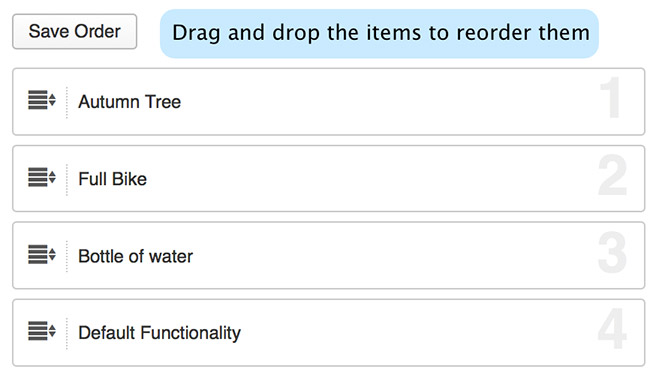 Save Order
Drag and drop the items to reorder them
Autumn Tree
1
Full Bike
2
Bottle of water
3
Default Functionality
4